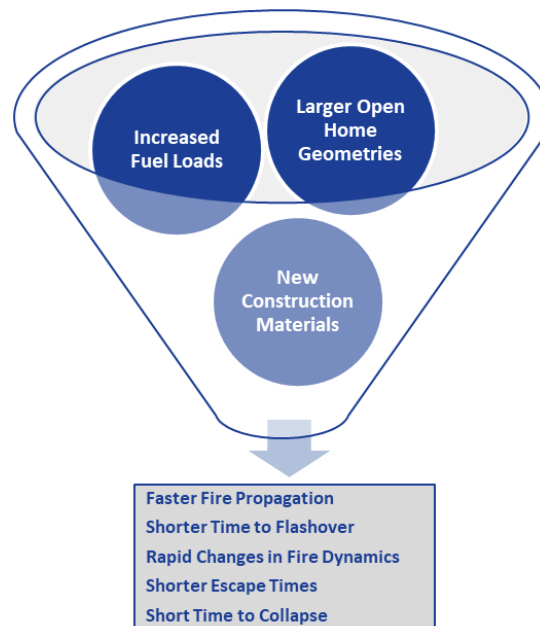 Increased
Fuel Loads
Larger Open
Home
Geometries
New
Construction
Materials
Faster Fire Propagation
Shorter Time to Flashover
Rapid Changes in Fire Dynamics
Shorter Escape Times
Short Time to Collapse